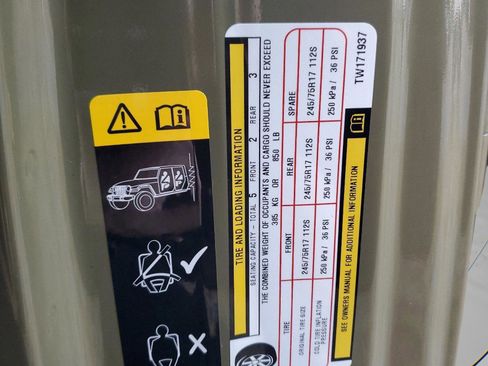 TIRE AND LOADING INFORMATION
SEATING CAPACITY - TOTAL 5 FRONT 2 REAR 3
THE COMBINED WEIGHT OF OCCUPANTS AND CARGO SHOULD NEVER EXCEED
385 KG OR 850 LB
TIRE FRONT REAR SPARE
ORIGINAL TIRE SIZE 245/75R17 112S 245/75R17 112S 245/75R17 112S
COLD TIRE INFLATION PRESSURE 250 kPa / 36 PSI 250 kPa / 36 PSI 250 kPa / 36 PSI
SEE OWNERS MANUAL FOR ADDITIONAL INFORMATION
TW171937